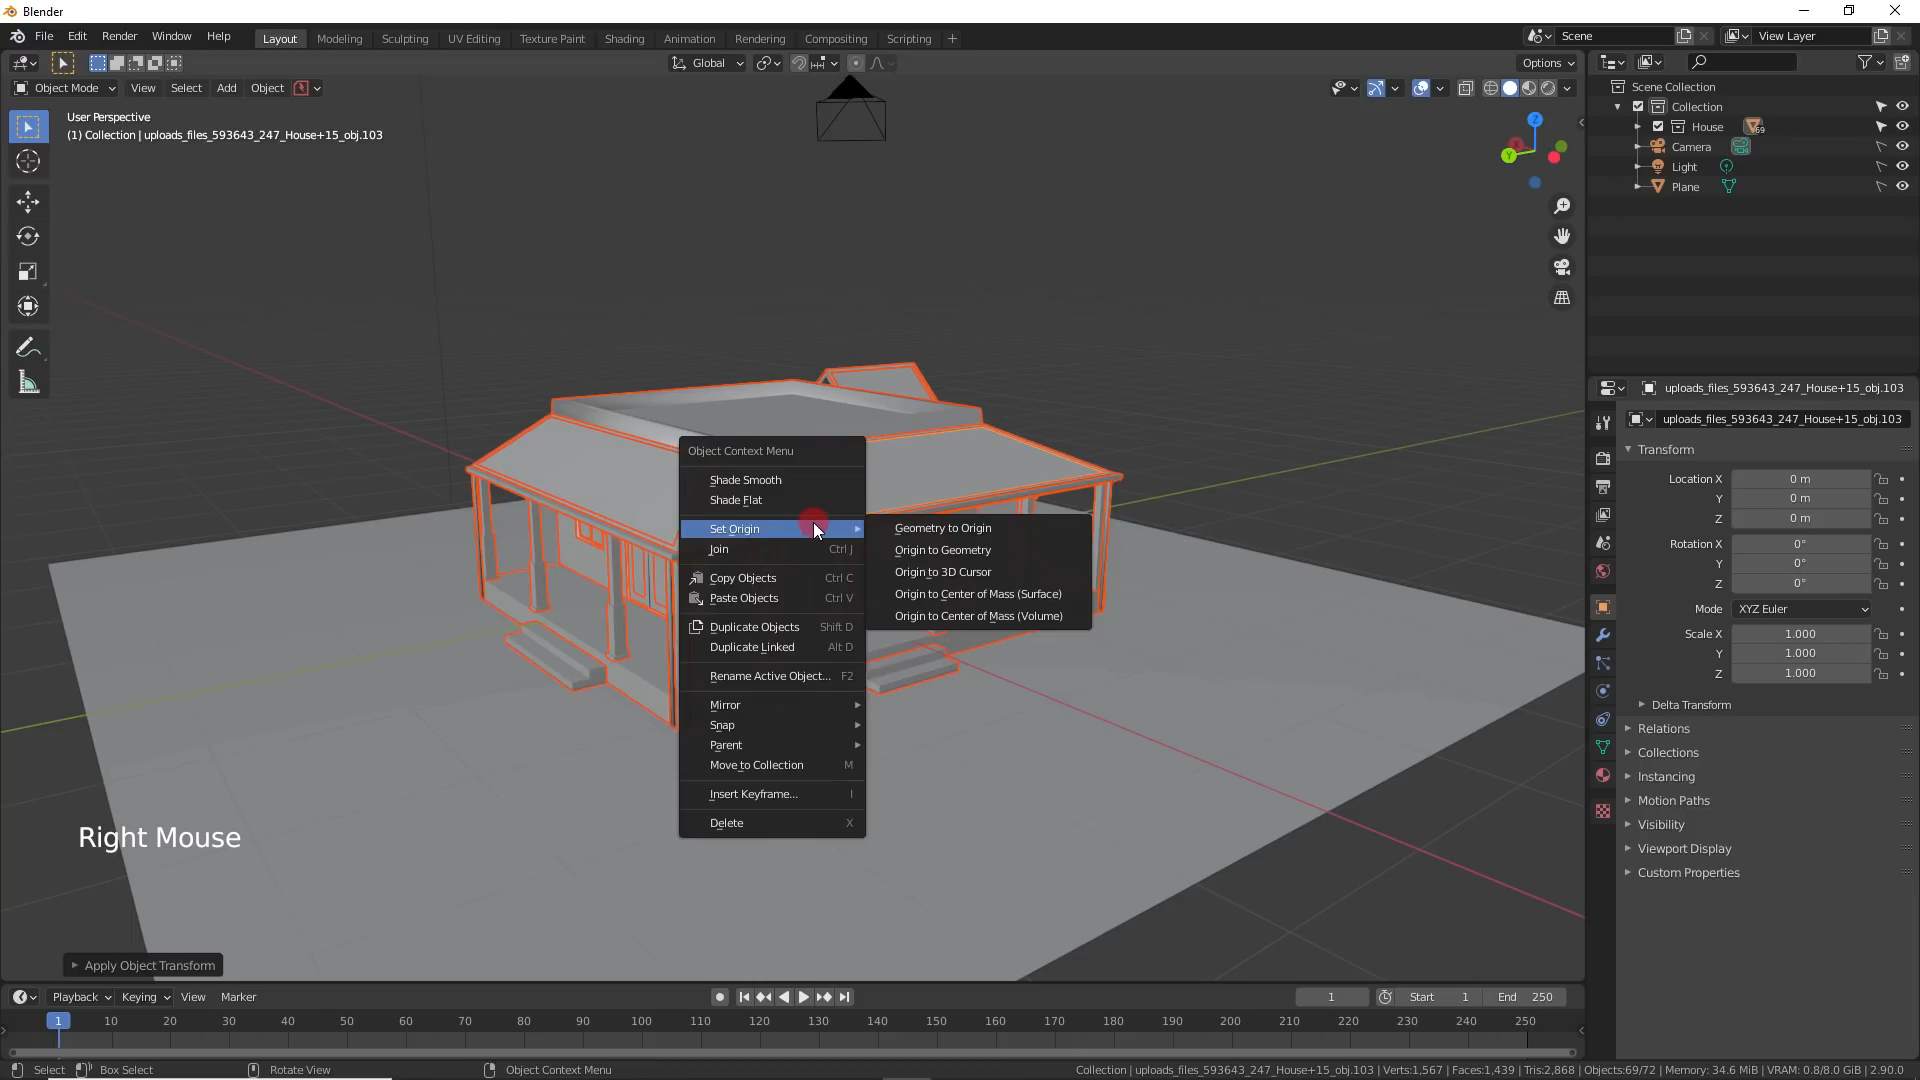 Blender
File Edit Render Window Help
Layout Modeling Sculpting UV Editing Texture Paint Shading Animation Rendering Compositing Scripting +
Scene
View Layer
Global
Options
Object Mode View Select Add Object
User Perspective
(1) Collection | uploads_files_593643_247_House+15_obj.103
Z
Y
Scene Collection
Collection
House 69
Camera
Light
Plane
Object Context Menu
Shade Smooth
Shade Flat
Set Origin
Join Ctrl J
Copy Objects Ctrl C
Paste Objects Ctrl V
Duplicate Objects Shift D
Duplicate Linked Alt D
Rename Active Object... F2
Mirror
Snap
Parent
Move to Collection M
Insert Keyframe... I
Delete X
Geometry to Origin
Origin to Geometry
Origin to 3D Cursor
Origin to Center of Mass (Surface)
Origin to Center of Mass (Volume)
uploads_files_593643_247_House+15_obj.103
uploads_files_593643_247_House+15_obj.103
Transform
Location X 0 m
Y 0 m
Z 0 m
Rotation X 0°
Y 0°
Z 0°
Mode XYZ Euler
Scale X 1.000
Y 1.000
Z 1.000
Delta Transform
Relations
Collections
Instancing
Motion Paths
Visibility
Viewport Display
Custom Properties
Right Mouse
Apply Object Transform
Playback Keying View Marker
1
Start 1
End 250
1 10 20 30 40 50 60 70 80 90 100 110 120 130 140 150 160 170 180 190 200 210 220 230 240 250
Select
Box Select
Rotate View
Object Context Menu
Collection | uploads_files_593643_247_House+15_obj.103 | Verts:1,567 | Faces:1,439 | Tris:2,868 | Objects:69/72 | Memory: 34.6 MiB | VRAM: 0.8/8.0 GiB | 2.90.0